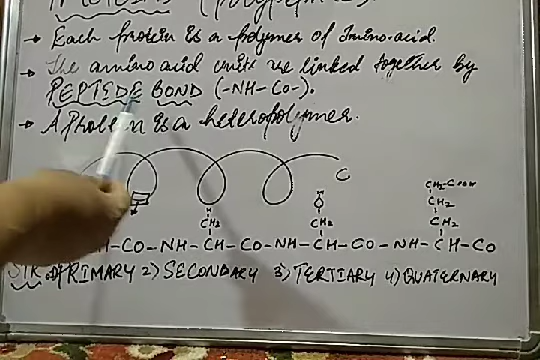 → Each protein is a polymer of Amino-acid.
→ The amino acid units are linked together by
PEPTIDE BOND (-NH-CO-).
→ A Protein is a heteropolymer.
C
CH₂-COOH
CH₂
CH₂ CH₂
H-CO-NH-CH-CO-NH-CH-CO-NH-CH-CO
STR. 1) PRIMARY 2) SECONDARY 3) TERTIARY 4) QUATERNARY